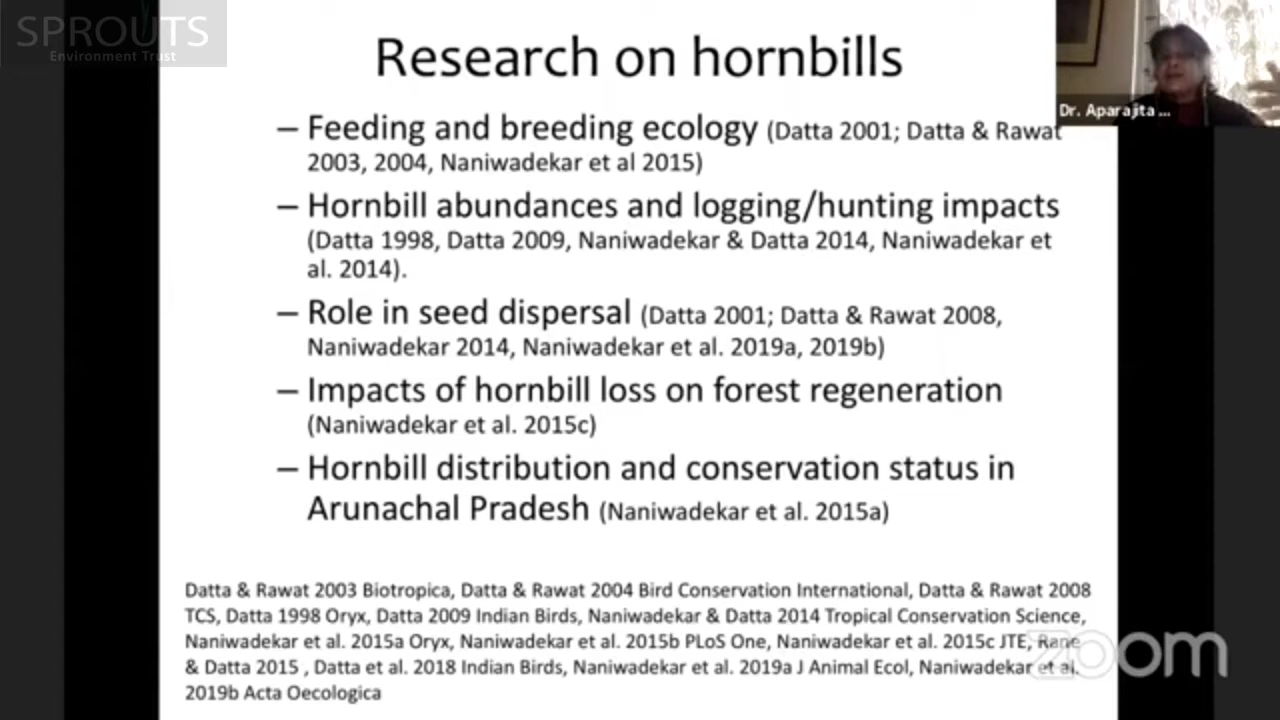 SPROUTS
Environment Trust
Research on hornbills
Dr. Aparajita ...
– Feeding and breeding ecology (Datta 2001; Datta & Rawat
2003, 2004, Naniwadekar et al 2015)
– Hornbill abundances and logging/hunting impacts
(Datta 1998, Datta 2009, Naniwadekar & Datta 2014, Naniwadekar et
al. 2014).
– Role in seed dispersal (Datta 2001; Datta & Rawat 2008,
Naniwadekar 2014, Naniwadekar et al. 2019a, 2019b)
– Impacts of hornbill loss on forest regeneration
(Naniwadekar et al. 2015c)
– Hornbill distribution and conservation status in
Arunachal Pradesh (Naniwadekar et al. 2015a)
Datta & Rawat 2003 Biotropica, Datta & Rawat 2004 Bird Conservation International, Datta & Rawat 2008
TCS, Datta 1998 Oryx, Datta 2009 Indian Birds, Naniwadekar & Datta 2014 Tropical Conservation Science,
Naniwadekar et al. 2015a Oryx, Naniwadekar et al. 2015b PLoS One, Naniwadekar et al. 2015c JTE, Rane
& Datta 2015 , Datta et al. 2018 Indian Birds, Naniwadekar et al. 2019a J Animal Ecol, Naniwadekar et al.
2019b Acta Oecologica
zoom